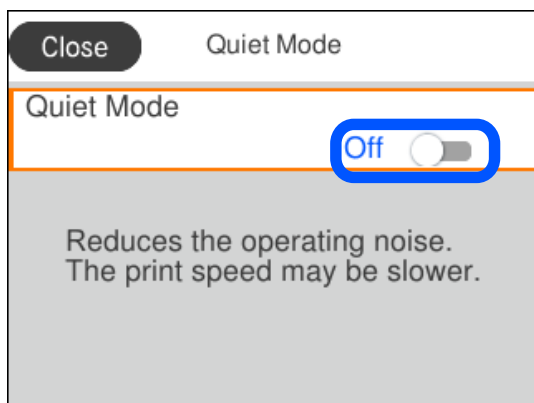 Close
Quiet Mode
Quiet Mode
Off
Reduces the operating noise.
The print speed may be slower.